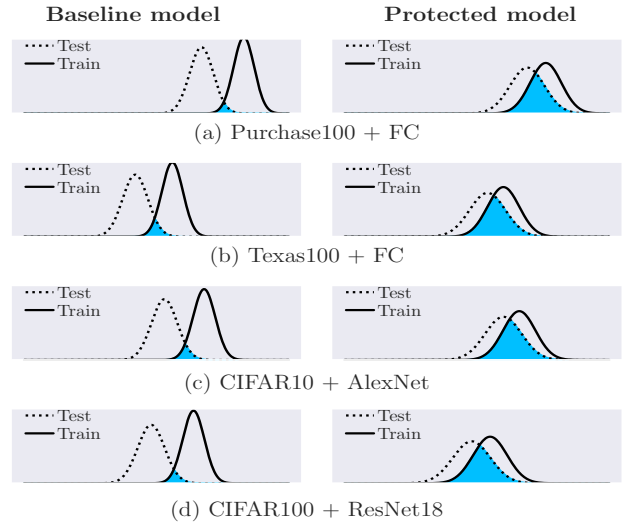 Baseline model Protected model
Test Test
Train Train
(a) Purchase100 + FC
Test Test
Train Train
(b) Texas100 + FC
Test Test
Train Train
(c) CIFAR10 + AlexNet
Test Test
Train Train
(d) CIFAR100 + ResNet18